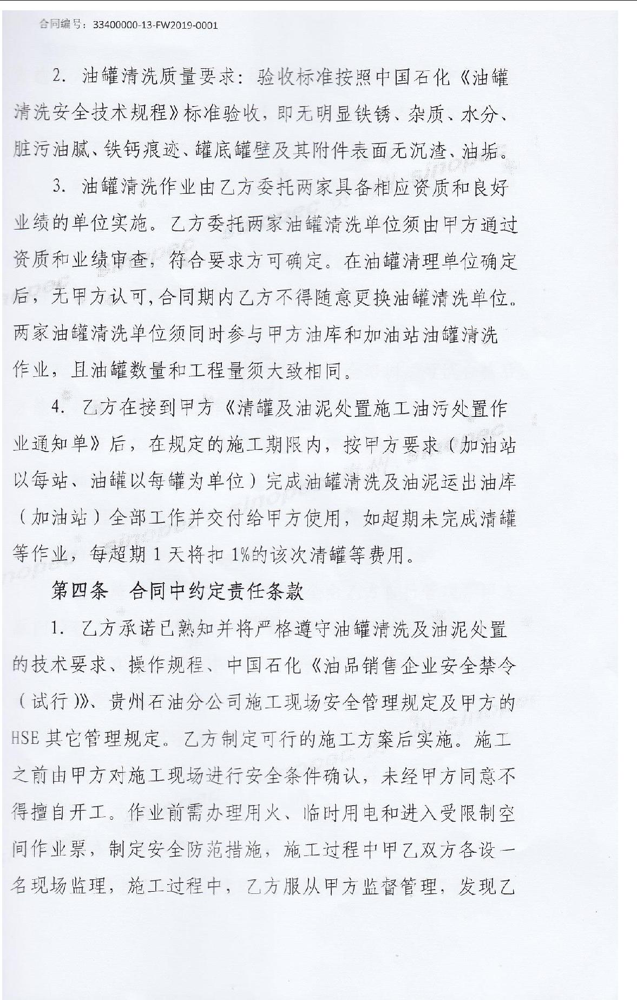 合同编号：33400000-13-FW2019-0001
2. 油罐清洗质量要求：验收标准按照中国石化《油罐
清洗安全技术规程》标准验收，即无明显铁锈、杂质、水分、
脏污油腻、铁钙痕迹、罐底罐壁及其附件表面无沉渣、油垢。
3. 油罐清洗作业由乙方委托两家具备相应资质和良好
业绩的单位实施。乙方委托两家油罐清洗单位须由甲方通过
资质和业绩审查，符合要求方可确定。在油罐清理单位确定
后，无甲方认可,合同期内乙方不得随意更换油罐清洗单位。
两家油罐清洗单位须同时参与甲方油库和加油站油罐清洗
作业，且油罐数量和工程量须大致相同。
4. 乙方在接到甲方《清罐及油泥处置施工油污处置作
业通知单》后，在规定的施工期限内，按甲方要求（加油站
以每站、油罐以每罐为单位）完成油罐清洗及油泥运出油库
（加油站）全部工作并交付给甲方使用，如超期未完成清罐
等作业，每超期1天将扣1%的该次清罐等费用。
第四条 合同中约定责任条款
1. 乙方承诺已熟知并将严格遵守油罐清洗及油泥处置
的技术要求、操作规程、中国石化《油品销售企业安全禁令
（试行)》、贵州石油分公司施工现场安全管理规定及甲方的
HSE其它管理规定。乙方制定可行的施工方案后实施。施工
之前由甲方对施工现场进行安全条件确认，未经甲方同意不
得擅自开工。作业前需办理用火、临时用电和进入受限制空
间作业票，制定安全防范措施，施工过程中甲乙双方各设一
名现场监理，施工过程中，乙方服从甲方监督管理，发现乙